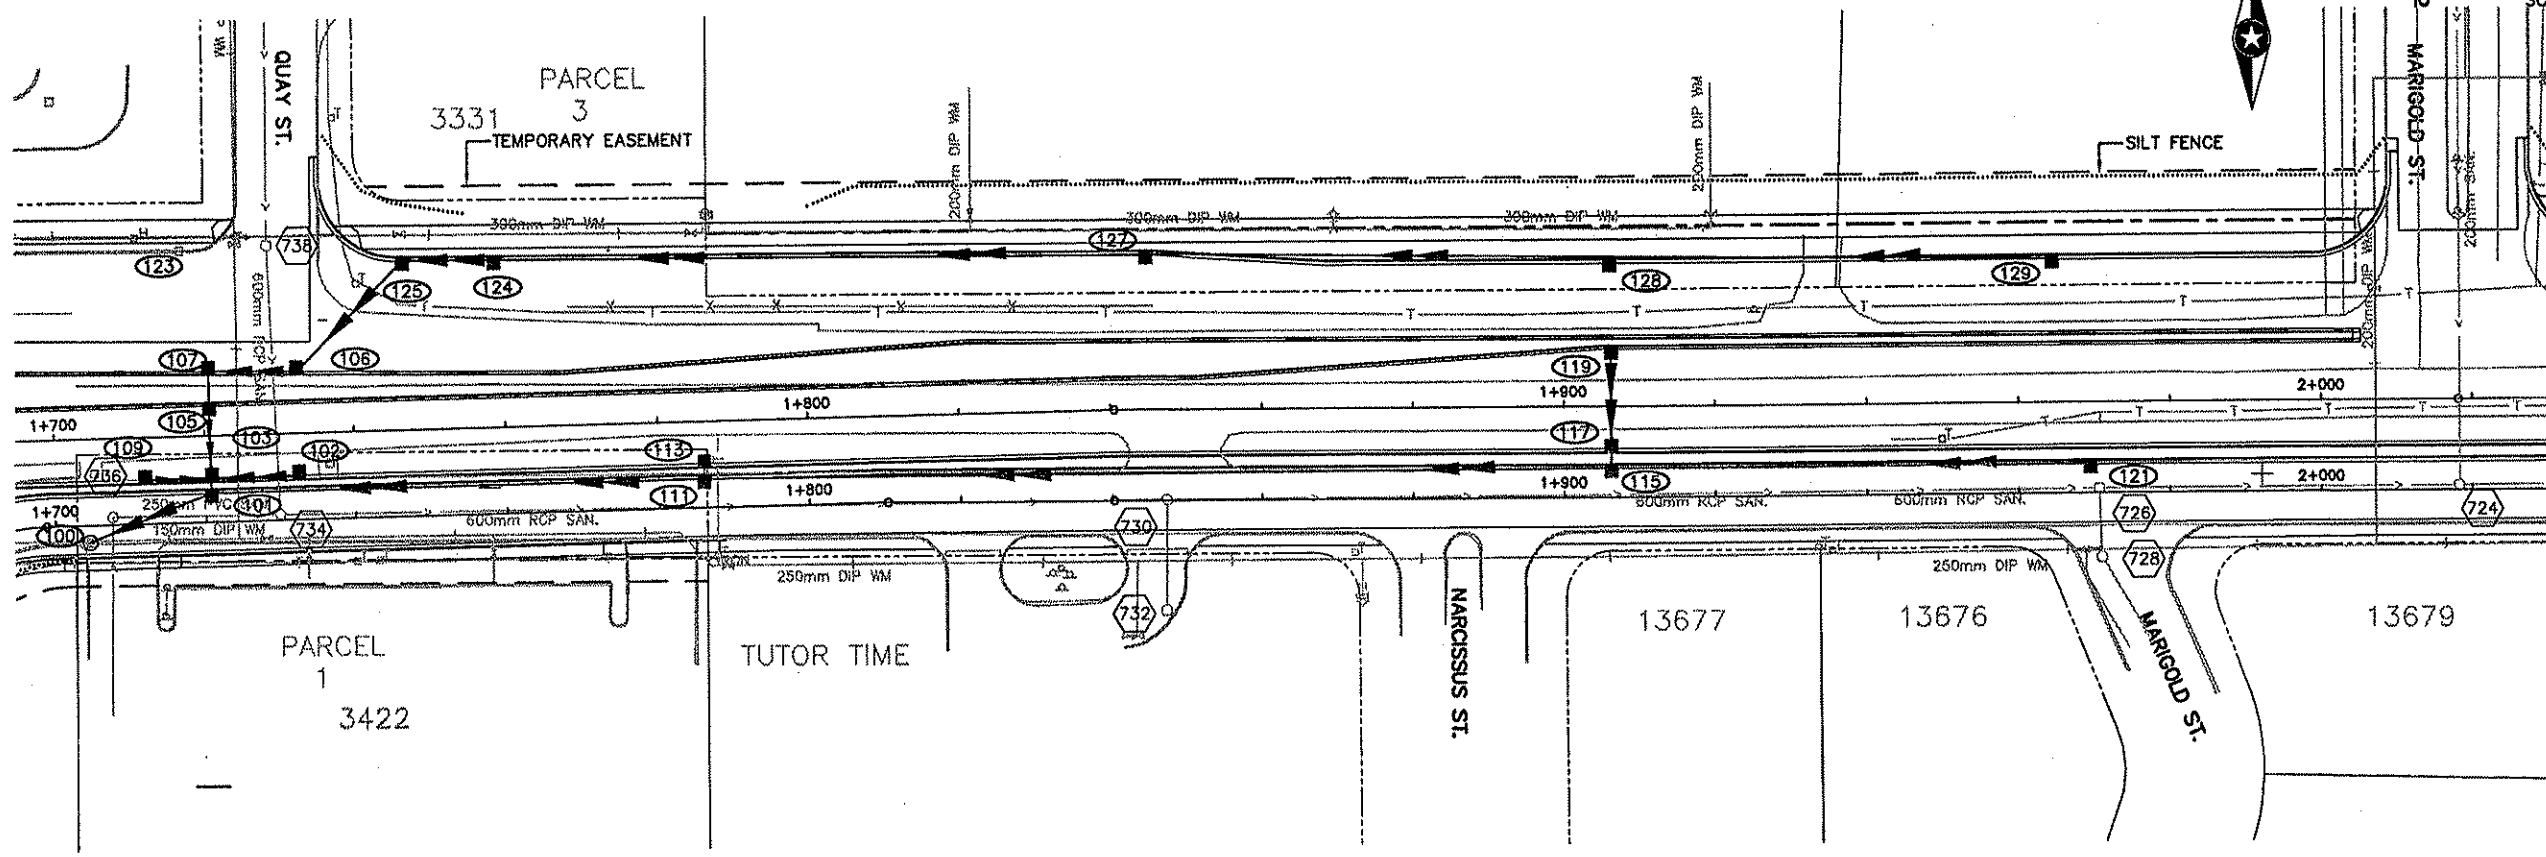 WM
QUAY ST.
PARCEL
3
3331
TEMPORARY EASEMENT
200mm DIP WM
MARIGOLD ST.
SILT FENCE
300mm DIP WM
300mm DIP WM
300mm DIP WM
200mm SAN.
738
123
127
125
124
128
129
200mm DIP WM
600mm RCP SAN.
107
106
119
105
1+700
1+800
1+900
2+000
109
103
102
113
117
736
101
111
115
121
1+700
1+800
1+900
2+000
250mm PVC
150mm DIP WM
100
734
600mm RCP SAN.
730
600mm RCP SAN.
600mm RCP SAN.
726
724
250mm DIP WM
250mm DIP WM
728
732
NARCISSUS ST.
13677
13676
13679
MARIGOLD ST.
PARCEL
1
3422
TUTOR TIME